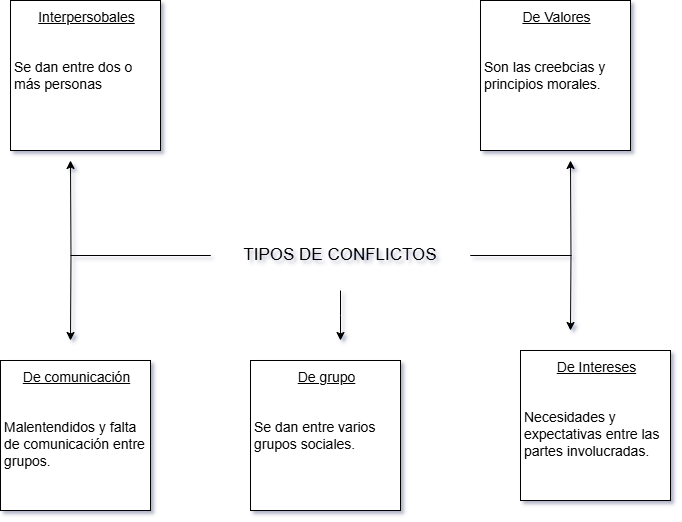 Interpersobales
Se dan entre dos o
más personas
De Valores
Son las creebcias y
principios morales.
TIPOS DE CONFLICTOS
De comunicación
Malentendidos y falta
de comunicación entre
grupos.
De grupo
Se dan entre varios
grupos sociales.
De Intereses
Necesidades y
expectativas entre las
partes involucradas.